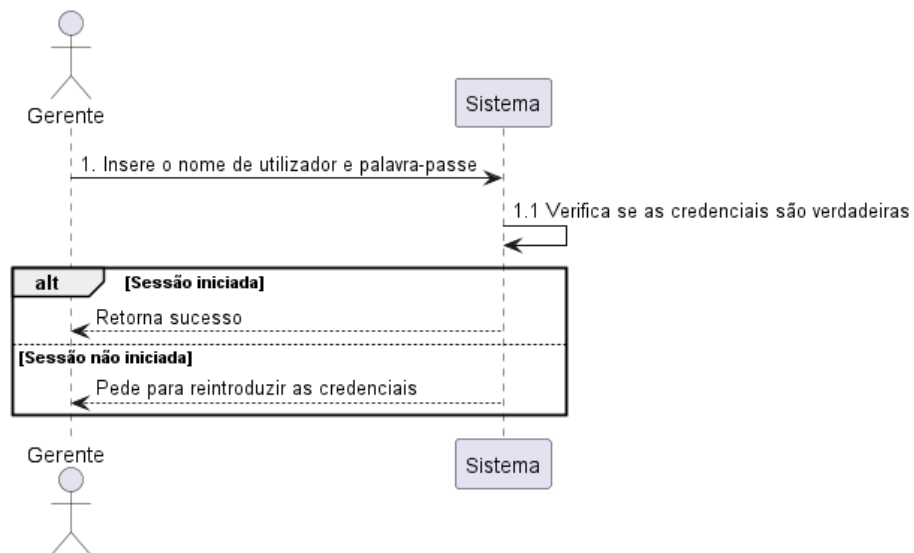 Gerente
Sistema
1. Insere o nome de utilizador e palavra-passe
1.1 Verifica se as credenciais são verdadeiras
alt [Sessão iniciada]
Retorna sucesso
[Sessão não iniciada]
Pede para reintroduzir as credenciais
Gerente
Sistema